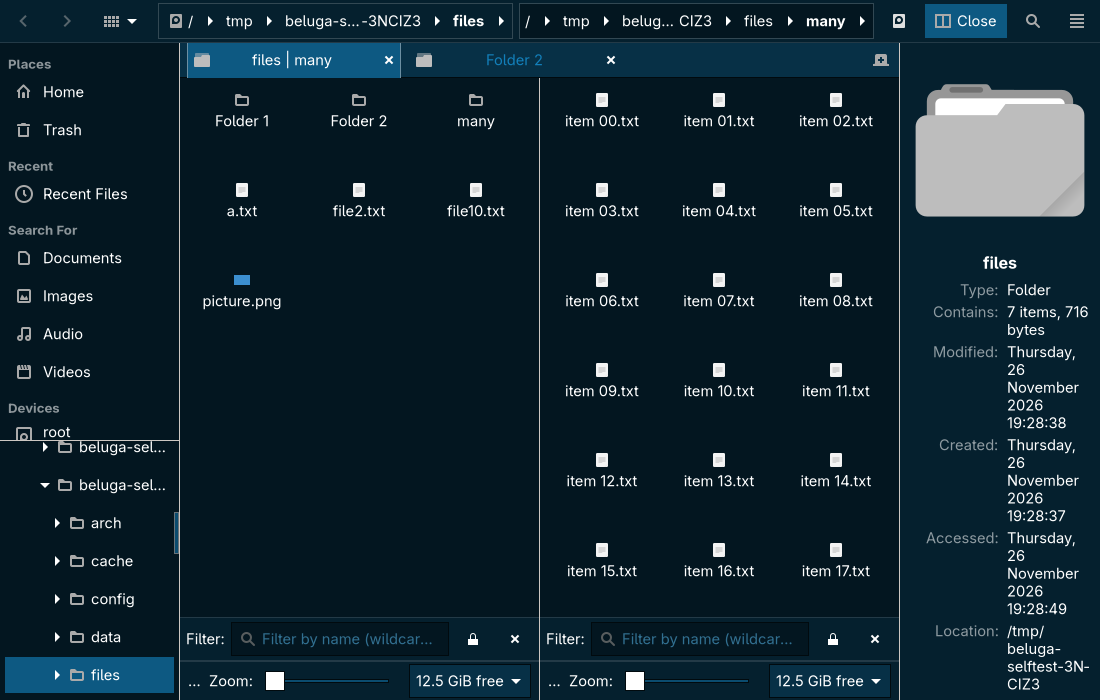 / tmp beluga-s...-3NCIZ3 files
/ tmp belug... CIZ3 files many
Close
Places
Home
Trash
Recent
Recent Files
Search For
Documents
Images
Audio
Videos
Devices
root
beluga-sel...
beluga-sel...
arch
cache
config
data
files
files | many
Folder 2
Folder 1 Folder 2 many
a.txt file2.txt file10.txt
picture.png
Filter: Filter by name (wildcar...
... Zoom: 12.5 GiB free
item 00.txt item 01.txt item 02.txt
item 03.txt item 04.txt item 05.txt
item 06.txt item 07.txt item 08.txt
item 09.txt item 10.txt item 11.txt
item 12.txt item 13.txt item 14.txt
item 15.txt item 16.txt item 17.txt
Filter: Filter by name (wildcar...
... Zoom: 12.5 GiB free
files
Type: Folder
Contains: 7 items, 716
bytes
Modified: Thursday,
26
November
2026
19:28:38
Created: Thursday,
26
November
2026
19:28:37
Accessed: Thursday,
26
November
2026
19:28:49
Location: /tmp/
beluga-
selftest-3N-
CIZ3